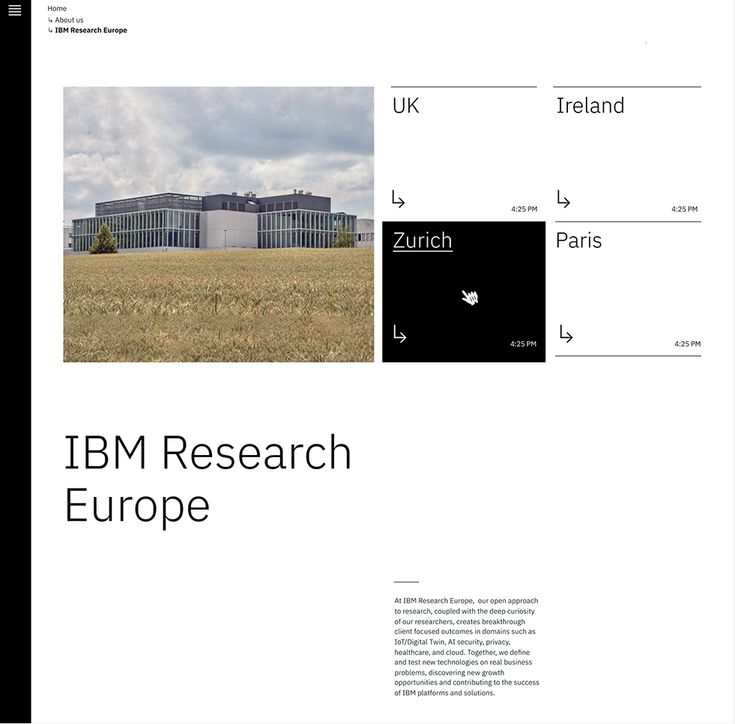 Home
↳ About us
↳ IBM Research Europe
UK
Ireland
4:25 PM
4:25 PM
Zurich
Paris
4:25 PM
4:25 PM
IBM Research
Europe
At IBM Research Europe, our open approach
to research, coupled with the deep curiosity
of our researchers, creates breakthrough
client focused outcomes in domains such as
IoT/Digital Twin, AI security, privacy,
healthcare, and cloud. Together, we define
and test new technologies on real business
problems, discovering new growth
opportunities and contributing to the success
of IBM platforms and solutions.